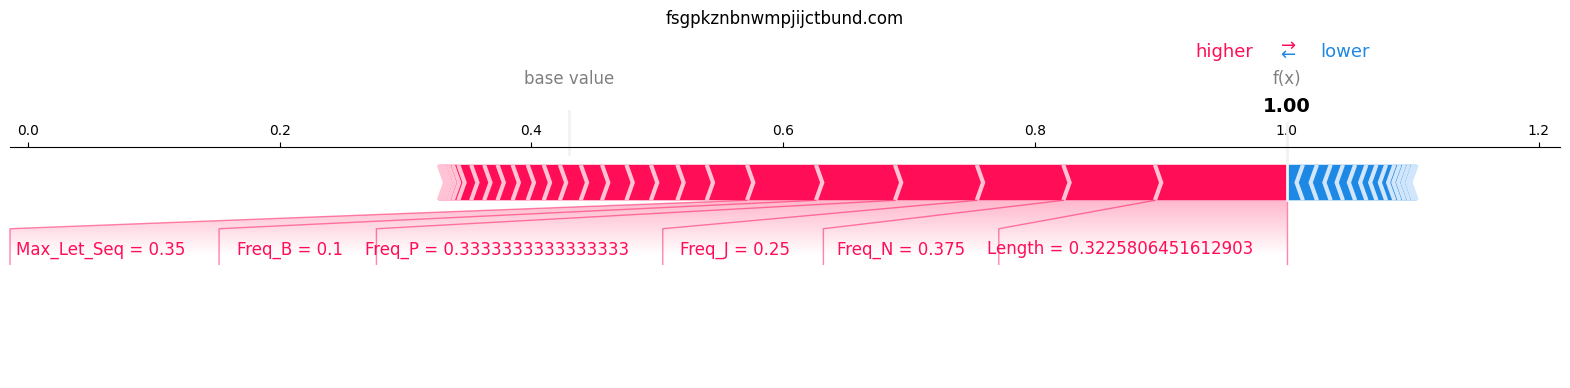 fsgpkznbnwmpjijctbund.com
higher ⇄ lower
base value f(x)
1.00
0.0 0.2 0.4 0.6 0.8 1.0 1.2
Max_Let_Seq = 0.35 Freq_B = 0.1 Freq_P = 0.3333333333333333 Freq_J = 0.25 Freq_N = 0.375 Length = 0.3225806451612903